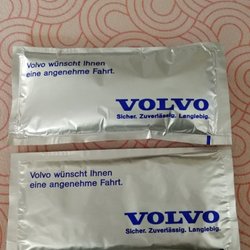 Volvo wünscht Ihnen
eine angenehme Fahrt.
VOLVO
Sicher. Zuverlässig. Langlebig.
Volvo wünscht Ihnen
eine angenehme Fahrt.
VOLVO
Sicher. Zuverlässig. Langlebig.